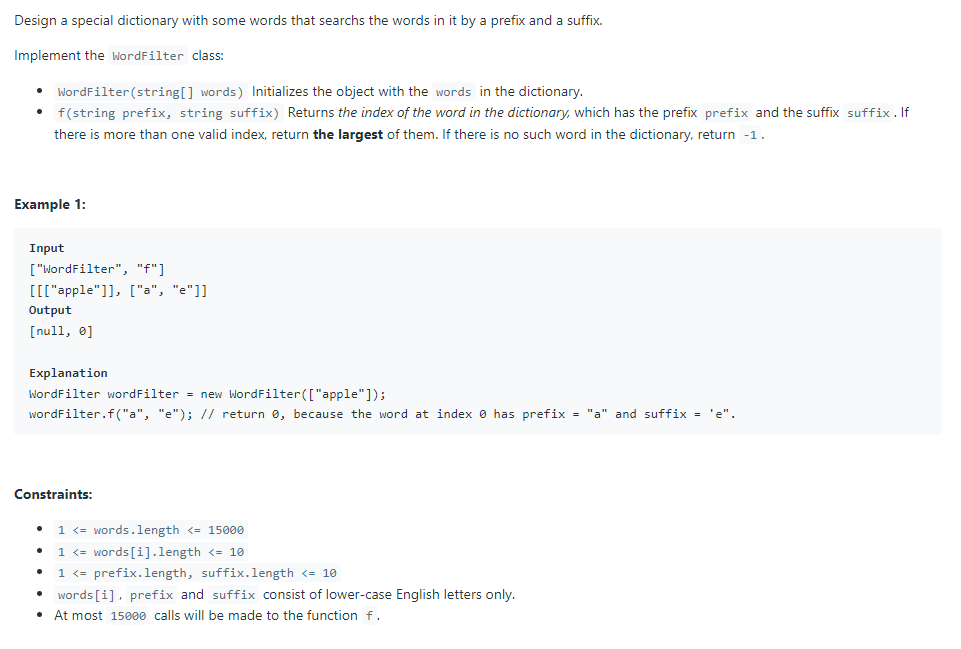 Design a special dictionary with some words that searchs the words in it by a prefix and a suffix.
Implement the WordFilter class:
• WordFilter(string[] words) Initializes the object with the words in the dictionary.
• f(string prefix, string suffix) Returns the index of the word in the dictionary, which has the prefix prefix and the suffix suffix. If
there is more than one valid index, return the largest of them. If there is no such word in the dictionary, return -1.
Example 1:
Input
["WordFilter", "f"]
[[["apple"]], ["a", "e"]]
Output
[null, 0]
Explanation
WordFilter wordFilter = new WordFilter(["apple"]);
wordFilter.f("a", "e"); // return 0, because the word at index 0 has prefix = "a" and suffix = 'e".
Constraints:
• 1 <= words.length <= 15000
• 1 <= words[i].length <= 10
• 1 <= prefix.length, suffix.length <= 10
• words[i], prefix and suffix consist of lower-case English letters only.
• At most 15000 calls will be made to the function f.